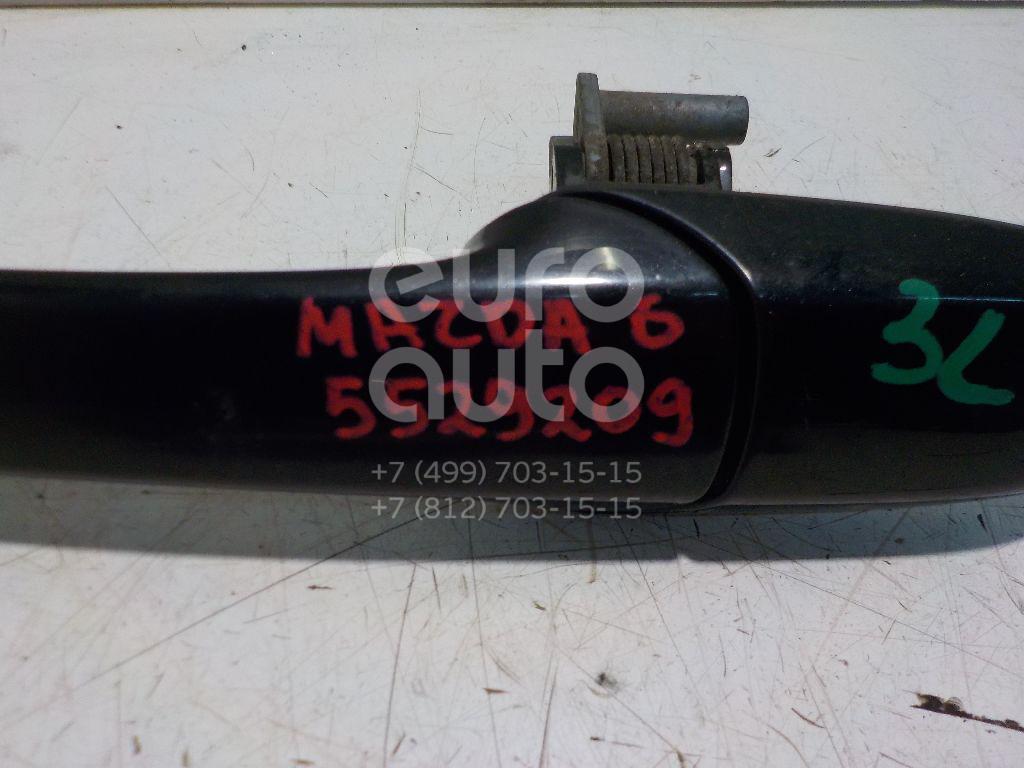 MAZDA 6
5529209
ЗL
euro
auto
+7 (499) 703-15-15
+7 (812) 703-15-15